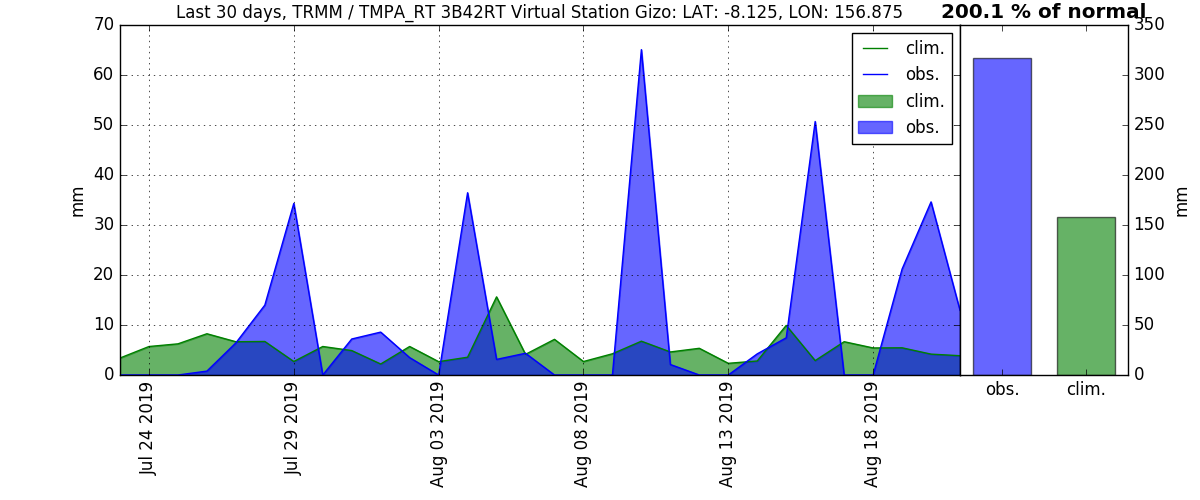 Last 30 days, TRMM / TMPA_RT 3B42RT Virtual Station Gizo: LAT: -8.125, LON: 156.875
200.1 % of normal
70
60
50
40
30
20
10
0
mm
clim.
obs.
clim.
obs.
350
300
250
200
150
100
50
0
mm
obs.
clim.
Jul 24 2019
Jul 29 2019
Aug 03 2019
Aug 08 2019
Aug 13 2019
Aug 18 2019